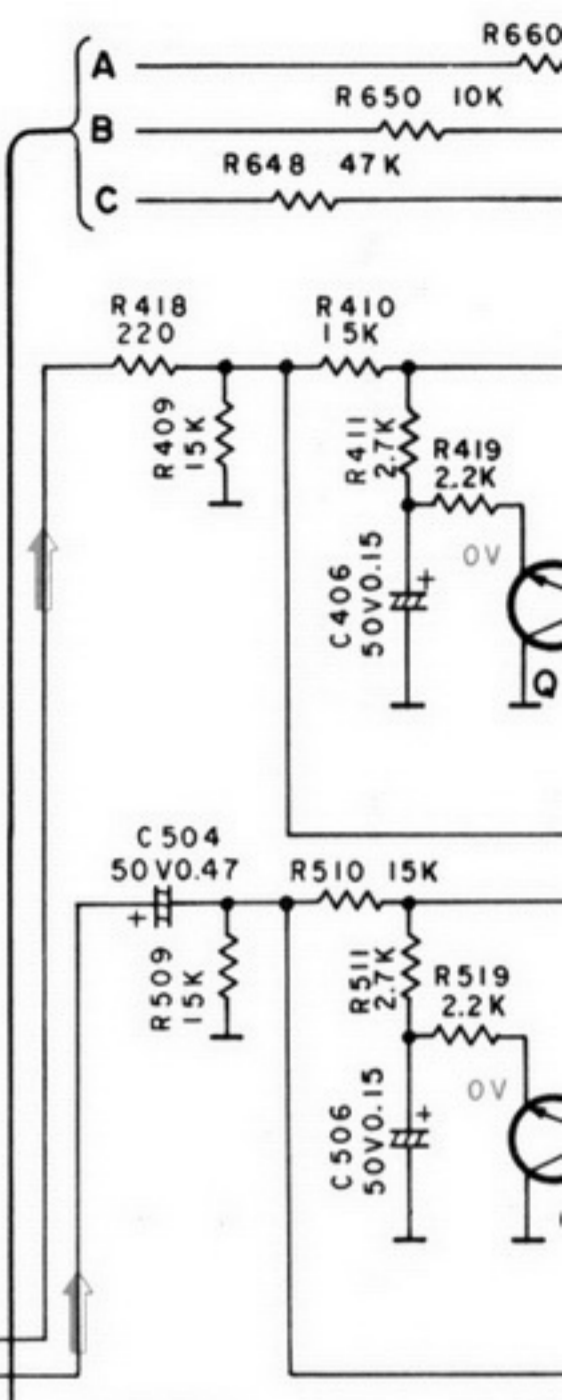 R660
A
R650 10K
B
R648 47K
C
R418
220
R410
15K
R409
15K
R411
2.7K
R419
2.2K
0V
C406
50V0.15
Q
C504
50V0.47
R510 15K
R509
15K
R511
2.7K
R519
2.2K
0V
C506
50V0.15